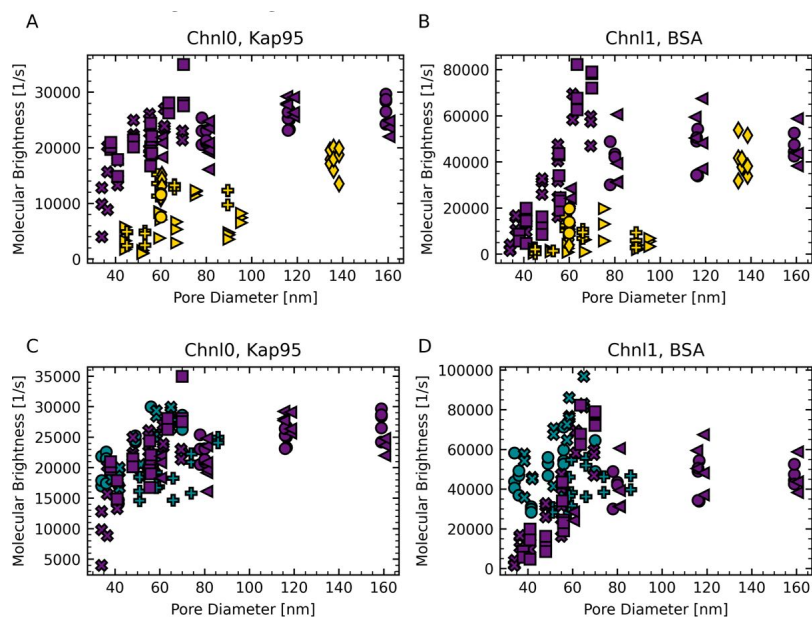 A
Chnl0, Kap95
Molecular Brightness [1/s]
30000
20000
10000
0
40 60 80 100 120 140 160
Pore Diameter [nm]
B
Chnl1, BSA
Molecular Brightness [1/s]
80000
60000
40000
20000
0
40 60 80 100 120 140 160
Pore Diameter [nm]
C
Chnl0, Kap95
Molecular Brightness [1/s]
35000
30000
25000
20000
15000
10000
5000
40 60 80 100 120 140 160
Pore Diameter [nm]
D
Chnl1, BSA
Molecular Brightness [1/s]
100000
80000
60000
40000
20000
0
40 60 80 100 120 140 160
Pore Diameter [nm]